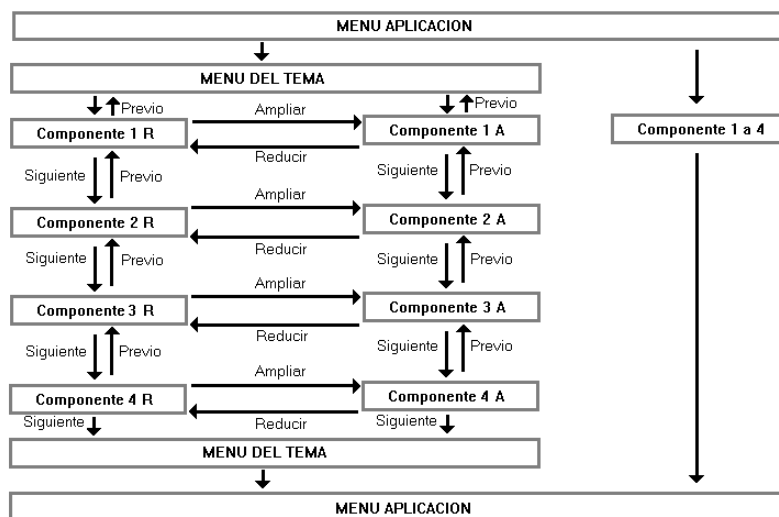 MENU APLICACION
MENU DEL TEMA
Previo
Ampliar
Previo
Componente 1 R
Componente 1 A
Componente 1 a 4
Reducir
Siguiente
Previo
Siguiente
Previo
Ampliar
Componente 2 R
Componente 2 A
Reducir
Siguiente
Previo
Siguiente
Previo
Ampliar
Componente 3 R
Componente 3 A
Reducir
Siguiente
Previo
Siguiente
Previo
Ampliar
Componente 4 R
Componente 4 A
Siguiente
Reducir
Siguiente
MENU DEL TEMA
MENU APLICACION